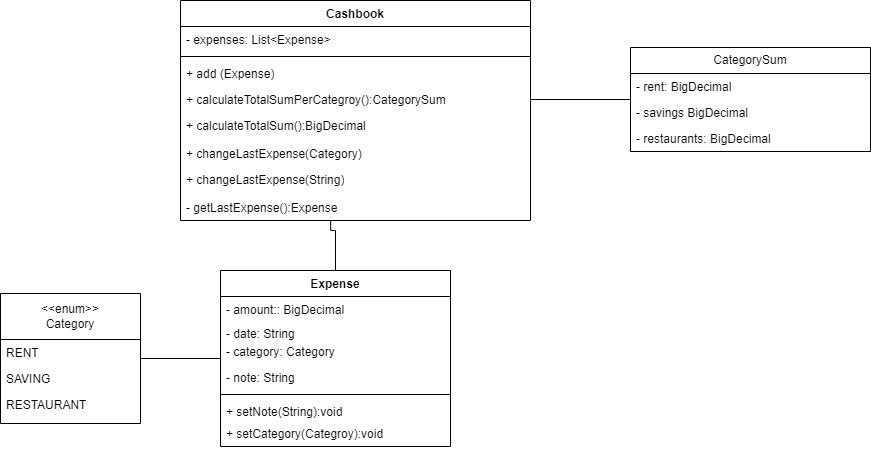 Cashbook
- expenses: List<Expense>
+ add (Expense)
+ calculateTotalSumPerCategroy():CategorySum
+ calculateTotalSum():BigDecimal
+ changeLastExpense(Category)
+ changeLastExpense(String)
- getLastExpense():Expense
CategorySum
- rent: BigDecimal
- savings BigDecimal
- restaurants: BigDecimal
Expense
- amount:: BigDecimal
- date: String
- category: Category
- note: String
+ setNote(String):void
+ setCategory(Categroy):void
<<enum>>
Category
RENT
SAVING
RESTAURANT